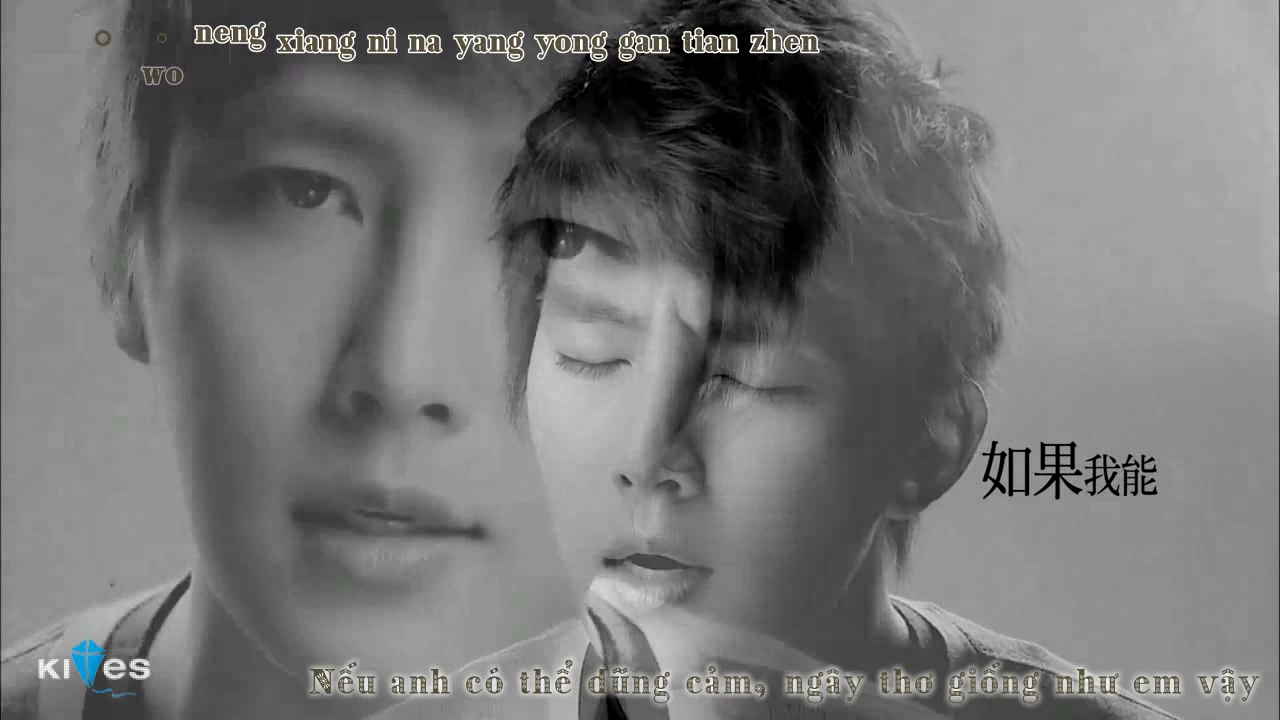 neng xiang ni na yang yong gan tian zhen
wo
如果我能
KITES
Nếu anh có thể dũng cảm, ngây thơ giống như em vậy